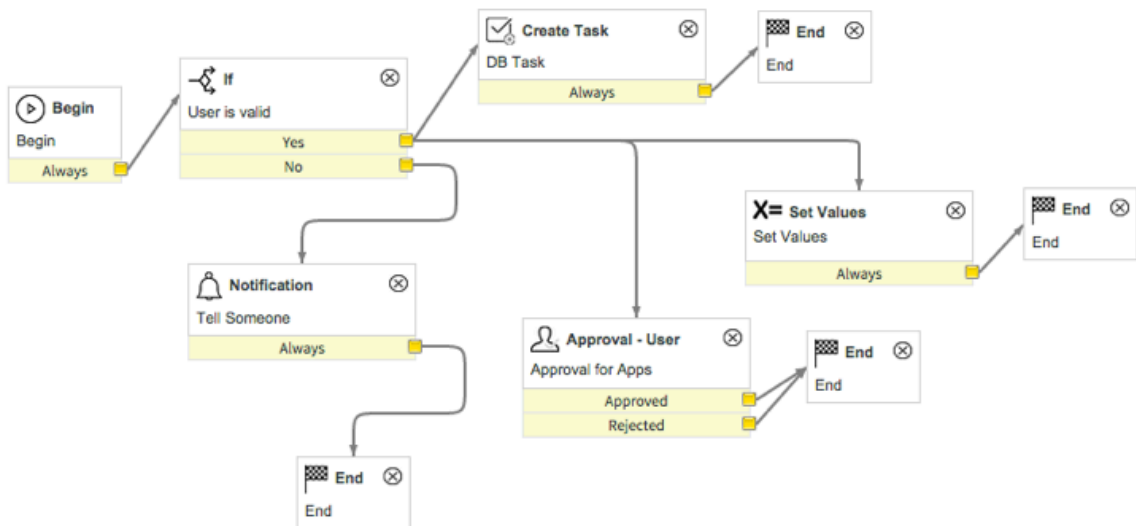 Begin
Begin
Always
If
User is valid
Yes
No
Create Task
DB Task
Always
End
End
X= Set Values
Set Values
Always
End
End
Notification
Tell Someone
Always
End
End
Approval - User
Approval for Apps
Approved
Rejected
End
End